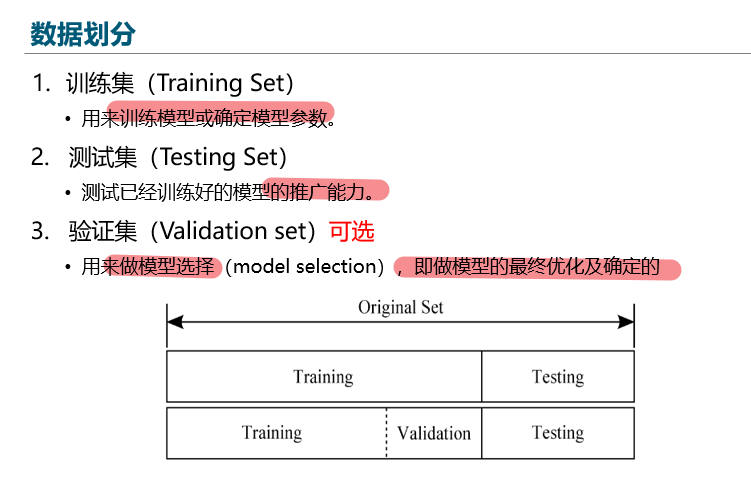 数据划分
1. 训练集（Training Set）
• 用来训练模型或确定模型参数。
2. 测试集（Testing Set）
• 测试已经训练好的模型的推广能力。
3. 验证集（Validation set）可选
• 用来做模型选择（model selection），即做模型的最终优化及确定的
Original Set
Training Testing
Training Validation Testing